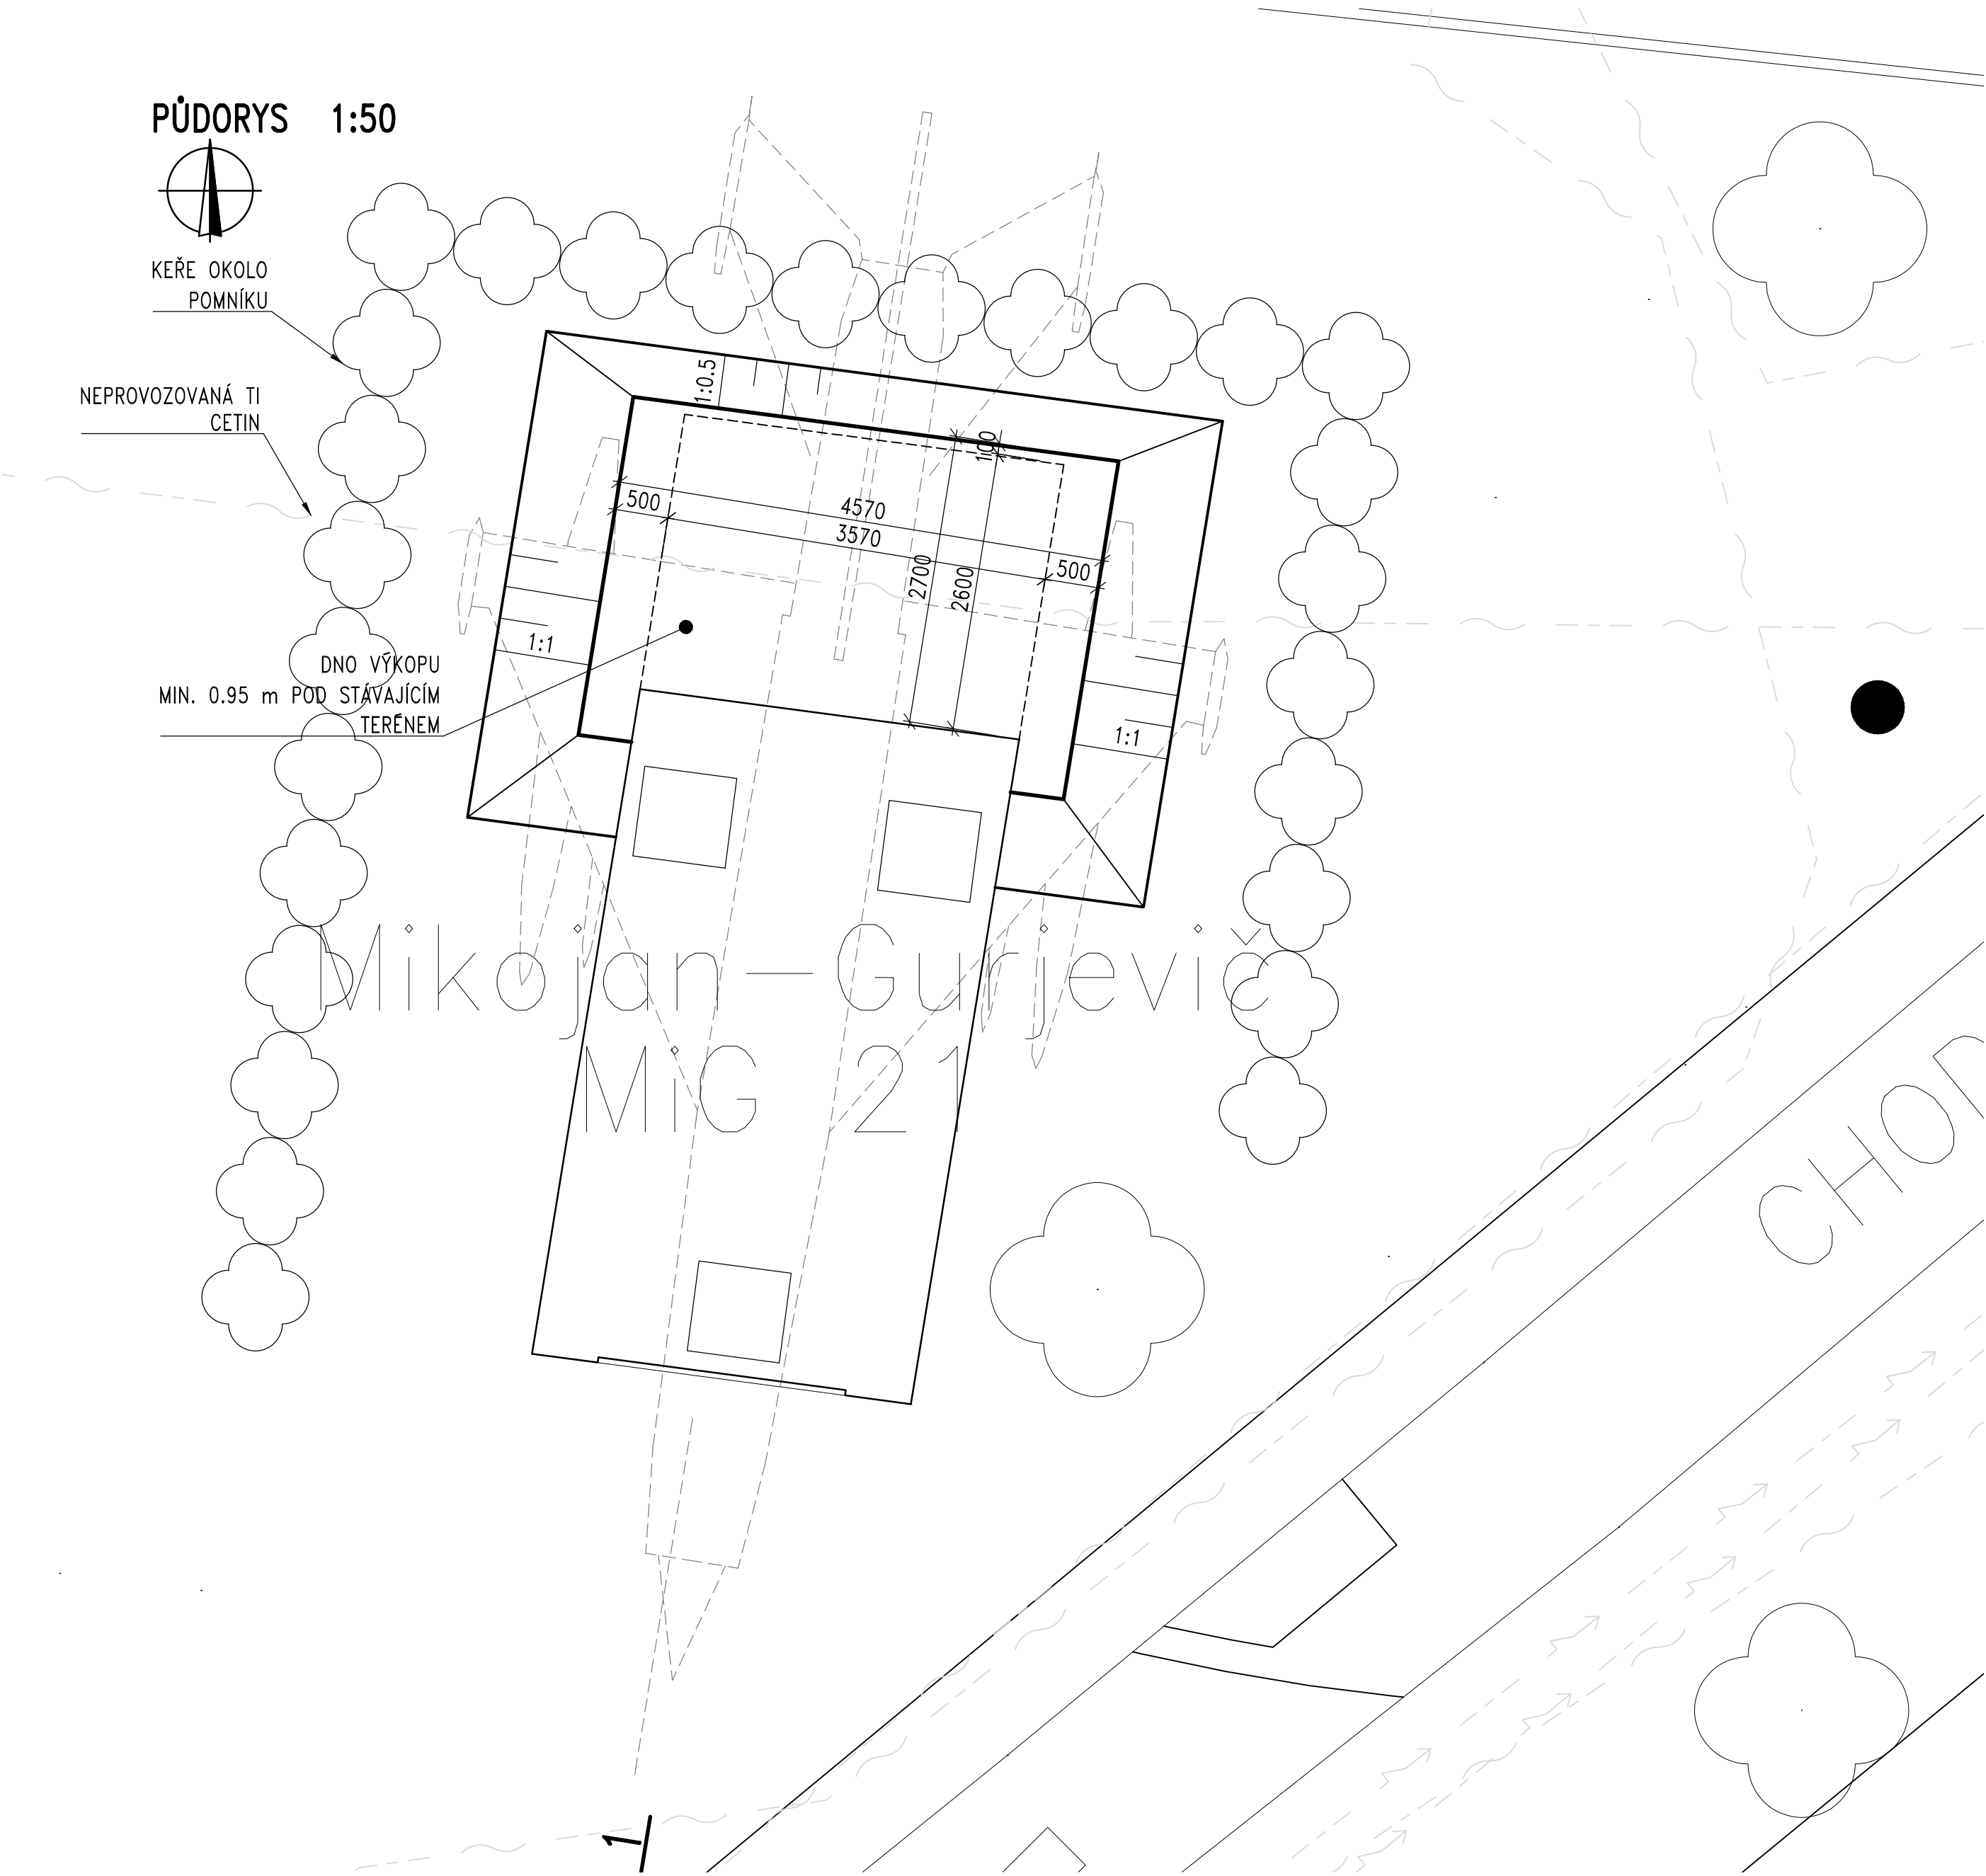 PŮDORYS 1:50
KEŘE OKOLO
POMNÍKU
NEPROVOZOVANÁ TI
CETIN
1:0.5
100
4570
500
3570
500
2700
2600
1:1
1:1
DNO VÝKOPU
MIN. 0.95 m POD STÁVAJÍCÍM
TERÉNEM
Mikojan-Gurjevič
MiG 21
CHOD
1